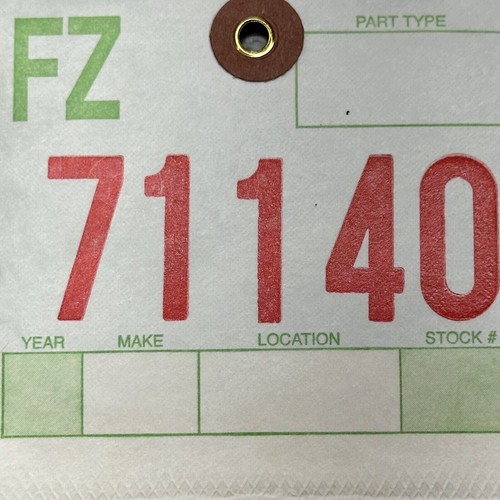 PART TYPE
FZ
71140
YEAR MAKE LOCATION STOCK #